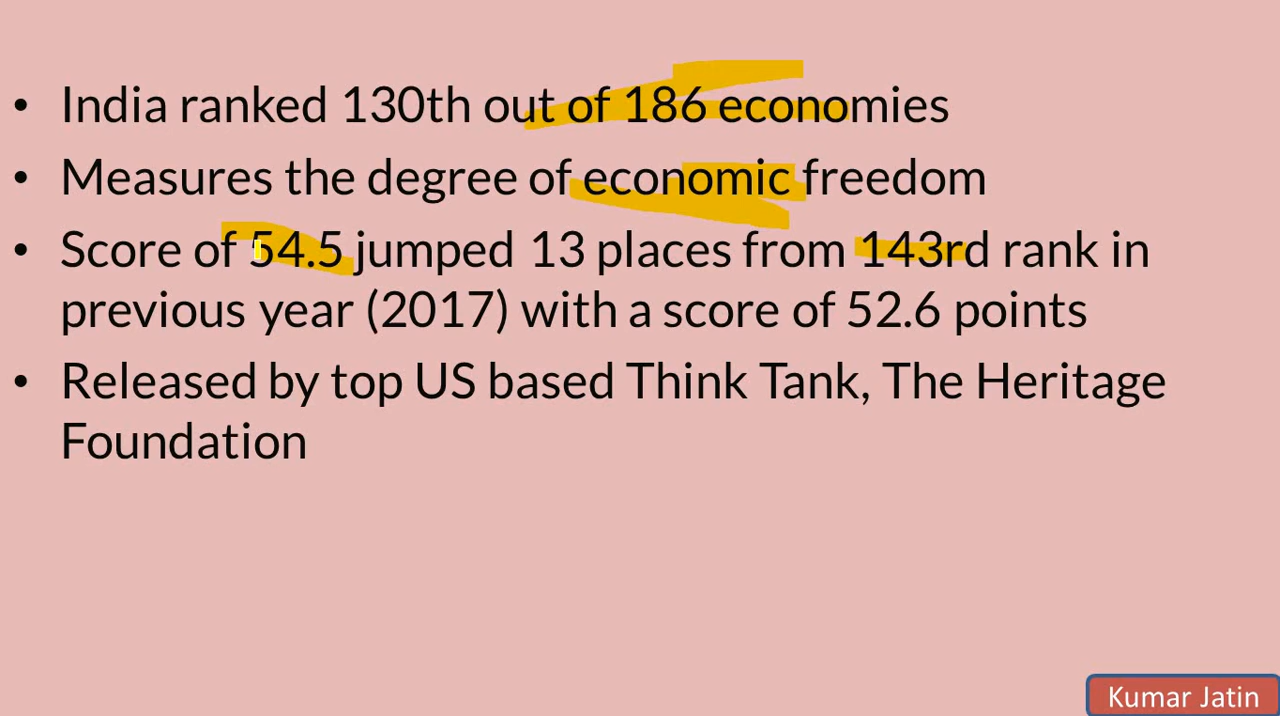 • India ranked 130th out of 186 economies
• Measures the degree of economic freedom
• Score of 54.5 jumped 13 places from 143rd rank in
previous year (2017) with a score of 52.6 points
• Released by top US based Think Tank, The Heritage
Foundation
Kumar Jatin